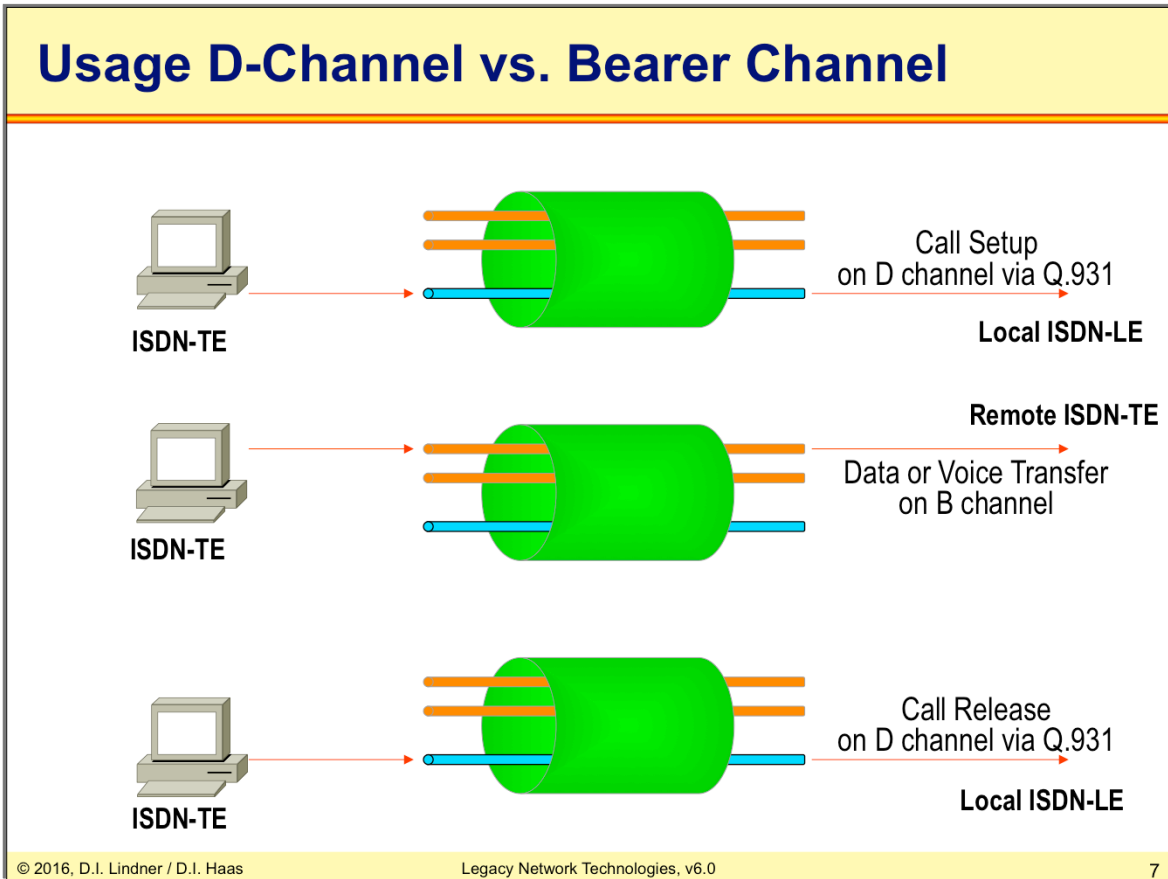 Usage D-Channel vs. Bearer Channel
Call Setup
on D channel via Q.931
ISDN-TE
Local ISDN-LE
Remote ISDN-TE
Data or Voice Transfer
on B channel
ISDN-TE
Call Release
on D channel via Q.931
Local ISDN-LE
ISDN-TE
© 2016, D.I. Lindner / D.I. Haas
Legacy Network Technologies, v6.0
7